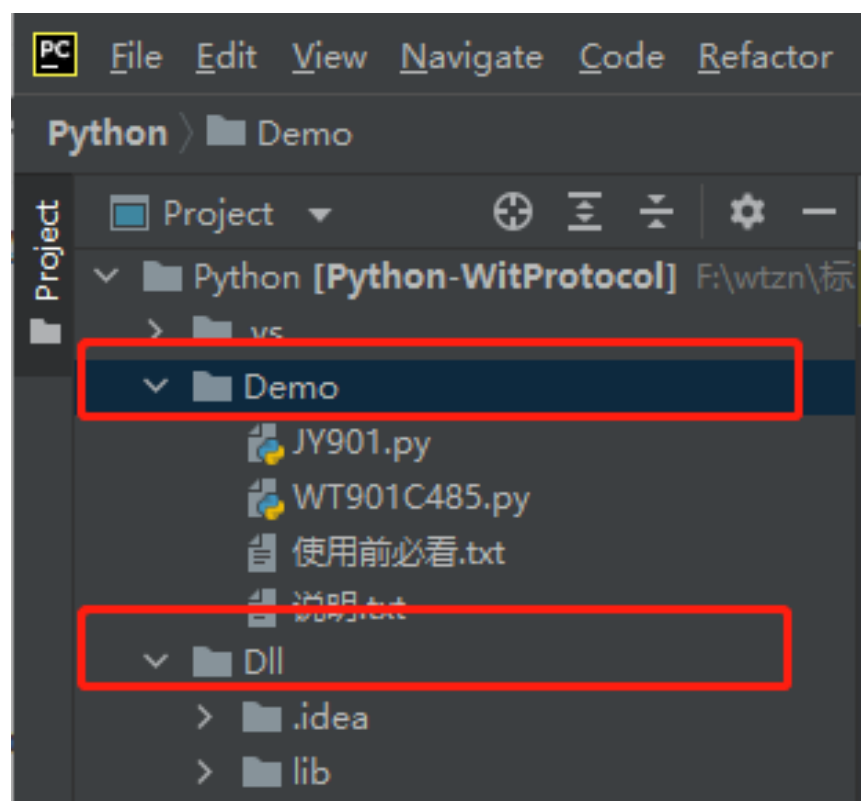 PC File Edit View Navigate Code Refactor
Python 〉 Demo
Project
Project
Python [Python-WitProtocol] F:\wtzn\标
.vs
Demo
JY901.py
WT901C485.py
使用前必看.txt
说明.txt
Dll
.idea
lib